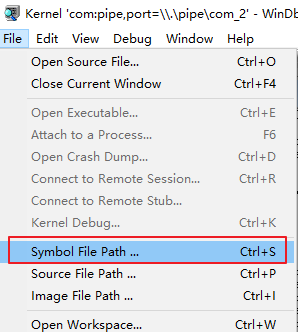 Kernel 'com:pipe,port=\\.\pipe\com_2' - WinDb
File Edit View Debug Window Help
Open Source File... Ctrl+O
Close Current Window Ctrl+F4
Open Executable... Ctrl+E
Attach to a Process... F6
Open Crash Dump... Ctrl+D
Connect to Remote Session... Ctrl+R
Connect to Remote Stub...
Kernel Debug... Ctrl+K
Symbol File Path ... Ctrl+S
Source File Path ... Ctrl+P
Image File Path ... Ctrl+I
Open Workspace... Ctrl+W